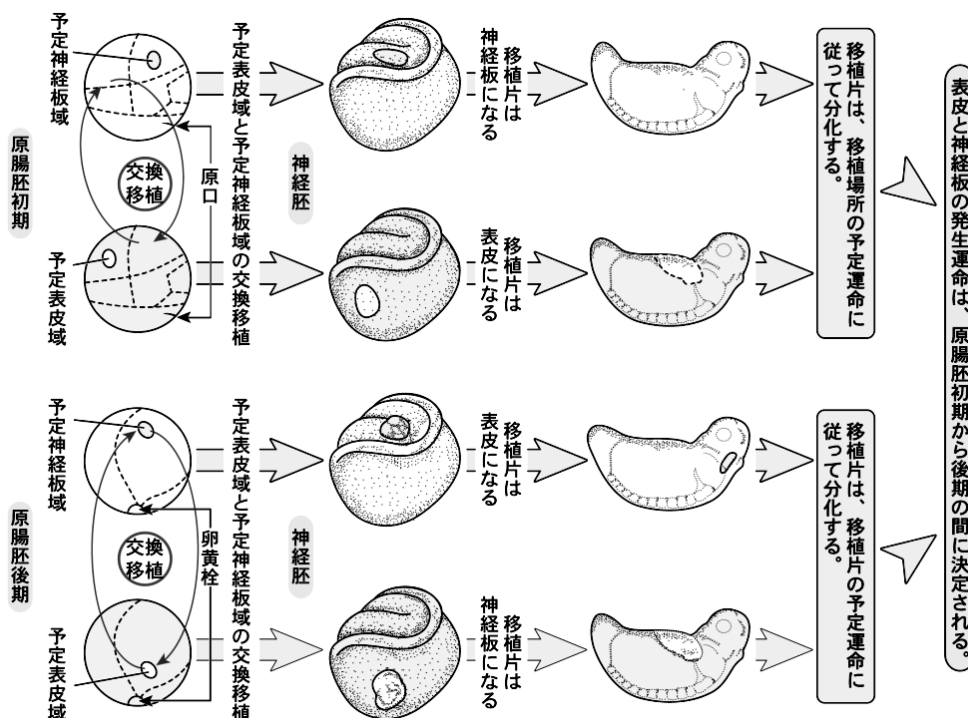 原腸胚初期
予定神経板域
予定表皮域
交換
移植
原口
予定表皮域と予定神経板域の交換移植
神経胚
移植片は
神経板になる
移植片は
表皮になる
移植片は、移植場所の予定運命に
従って分化する。
原腸胚後期
予定神経板域
予定表皮域
交換
移植
卵黄栓
予定表皮域と予定神経板域の交換移植
神経胚
移植片は
表皮になる
移植片は
神経板になる
移植片は、移植片の予定運命に
従って分化する。
表皮と神経板の発生運命は、原腸胚初期から後期の間に決定される。